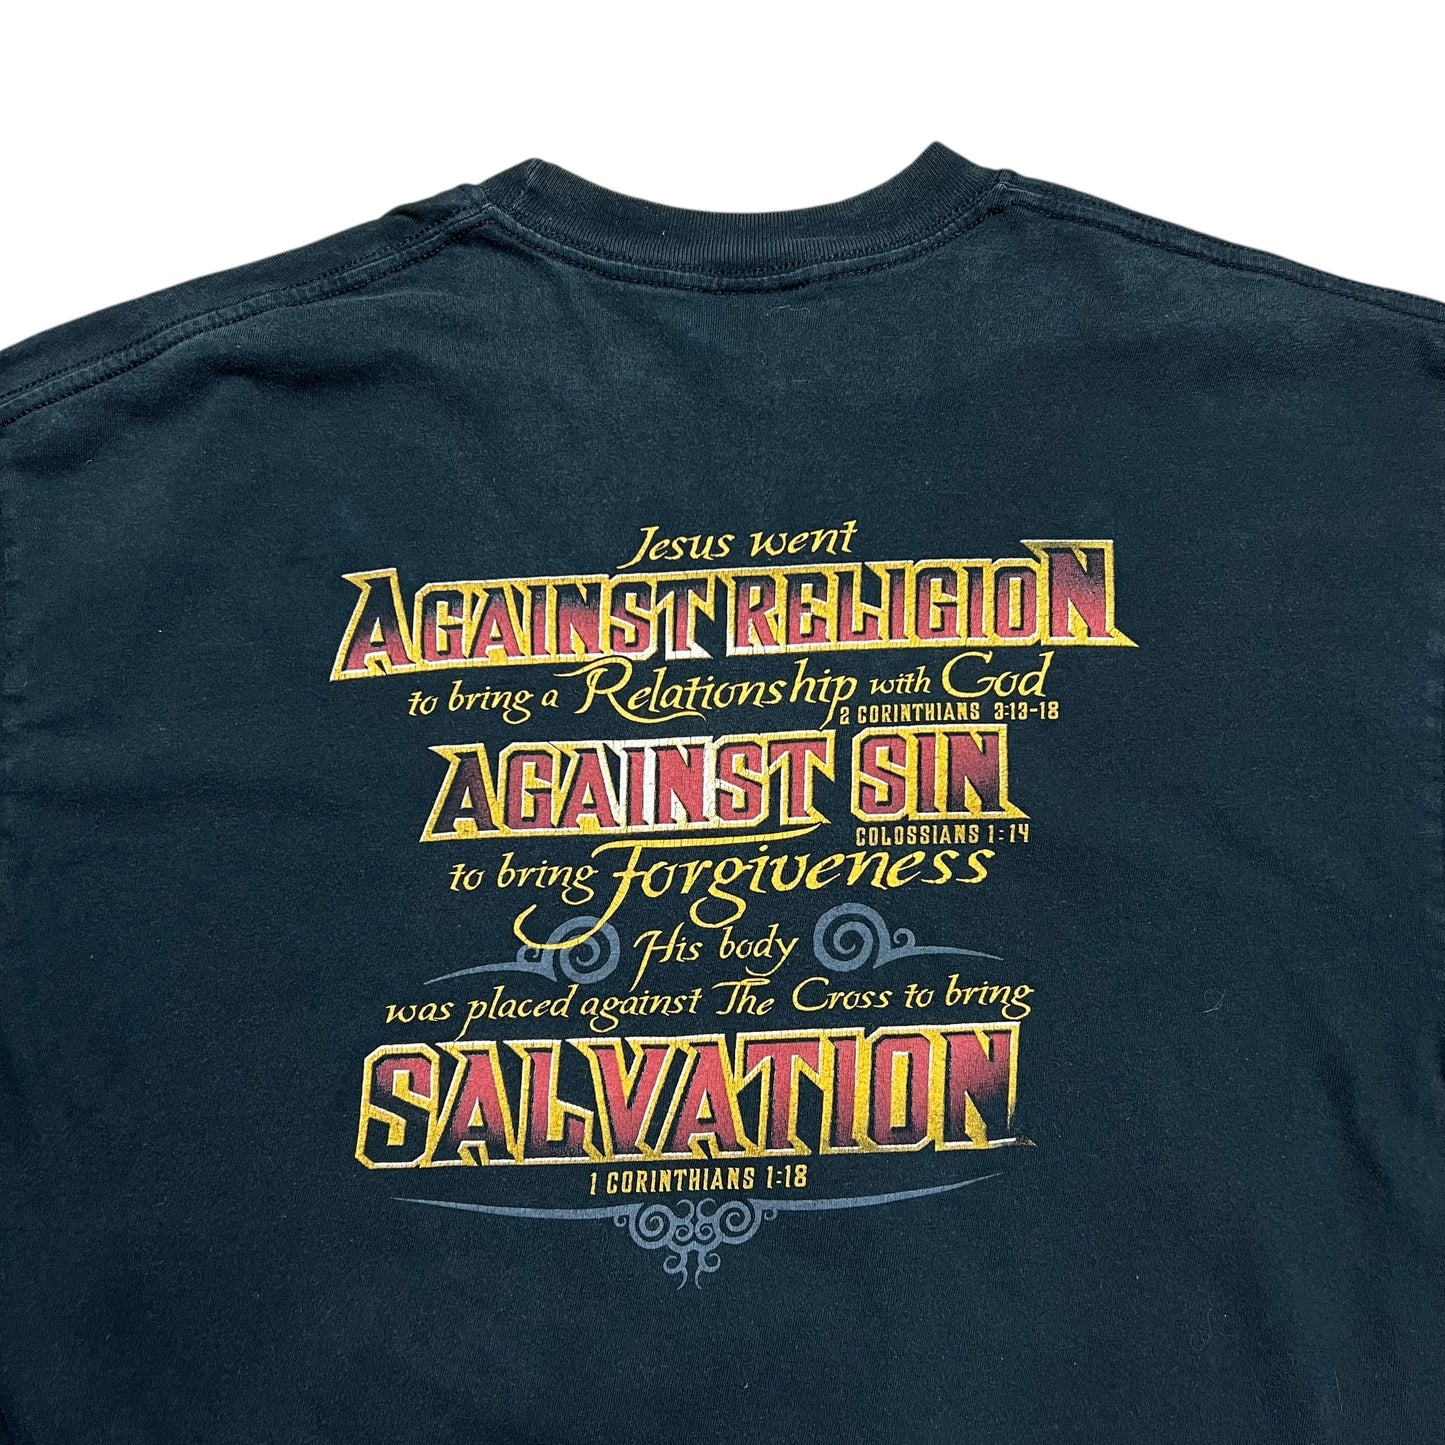 Jesus went
AGAINST RELIGION
to bring a Relationship with God
2 CORINTHIANS 3:13-18
AGAINST SIN
COLOSSIANS 1:14
to bring Forgiveness
His body
was placed against The Cross to bring
SALVATION
1 CORINTHIANS 1:18